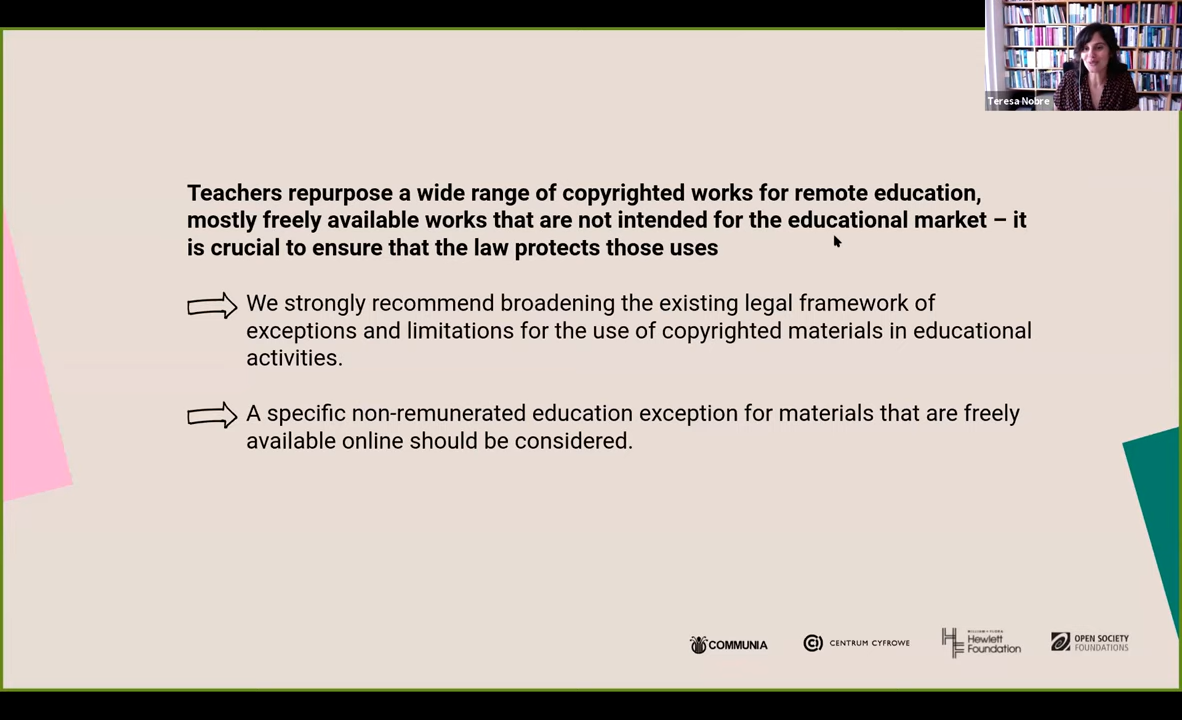 Teresa Nobre
Teachers repurpose a wide range of copyrighted works for remote education,
mostly freely available works that are not intended for the educational market – it
is crucial to ensure that the law protects those uses
We strongly recommend broadening the existing legal framework of
exceptions and limitations for the use of copyrighted materials in educational
activities.
A specific non-remunerated education exception for materials that are freely
available online should be considered.
COMMUNIA
CENTRUM CYFROWE
WILLIAM + FLORA
Hewlett
Foundation
OPEN SOCIETY
FOUNDATIONS